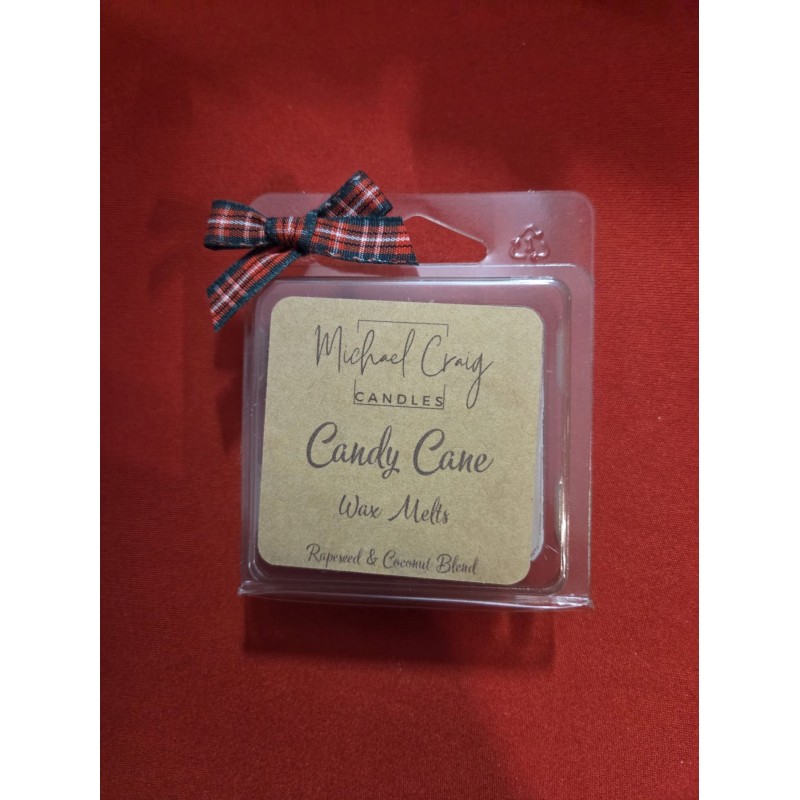 Michael Craig
CANDLES
Candy Cane
Wax Melts
Rapeseed & Coconut Blend